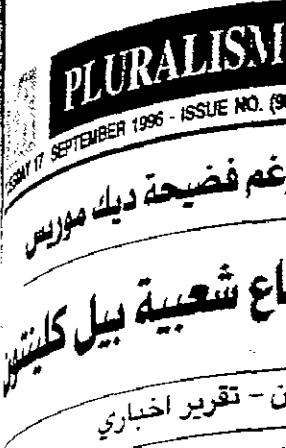 PLURALISM
17 SEPTEMBER 1996 - ISSUE NO.
رغم فضيحة ديك موريس
شعبية بيل كلينتون
تقرير اخباري